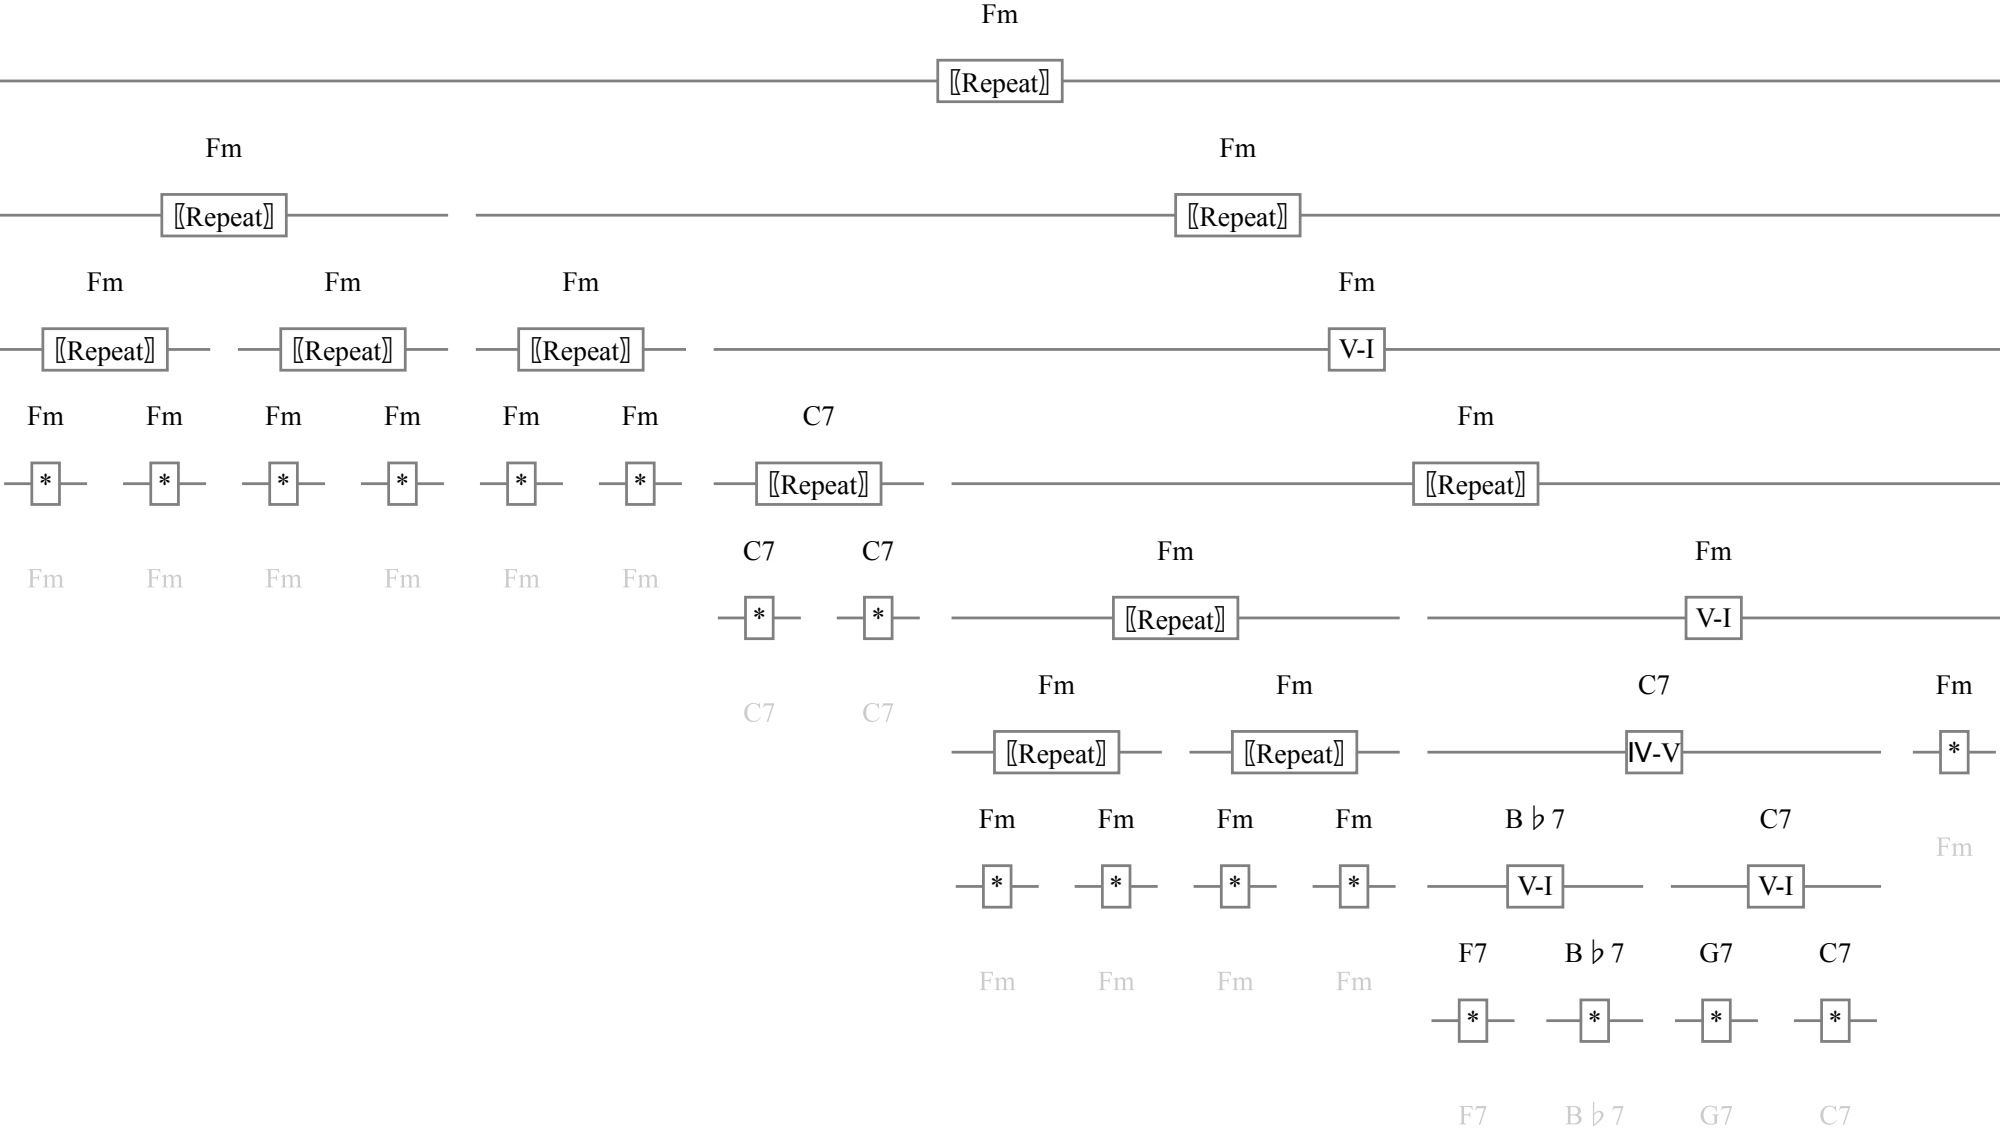 Fm
〚Repeat〛
Fm Fm
〚Repeat〛 〚Repeat〛
Fm Fm Fm Fm
〚Repeat〛 〚Repeat〛 〚Repeat〛 V-I
Fm Fm Fm Fm Fm Fm C7 Fm
* * * * * * 〚Repeat〛 〚Repeat〛
C7 C7 Fm Fm
Fm Fm Fm Fm Fm Fm
* * 〚Repeat〛 V-I
Fm Fm C7 Fm
C7 C7
〚Repeat〛 〚Repeat〛 Ⅳ-V *
Fm Fm Fm Fm B♭7 C7
Fm
* * * * V-I V-I
F7 B♭7 G7 C7
Fm Fm Fm Fm
* * * *
F7 B♭7 G7 C7